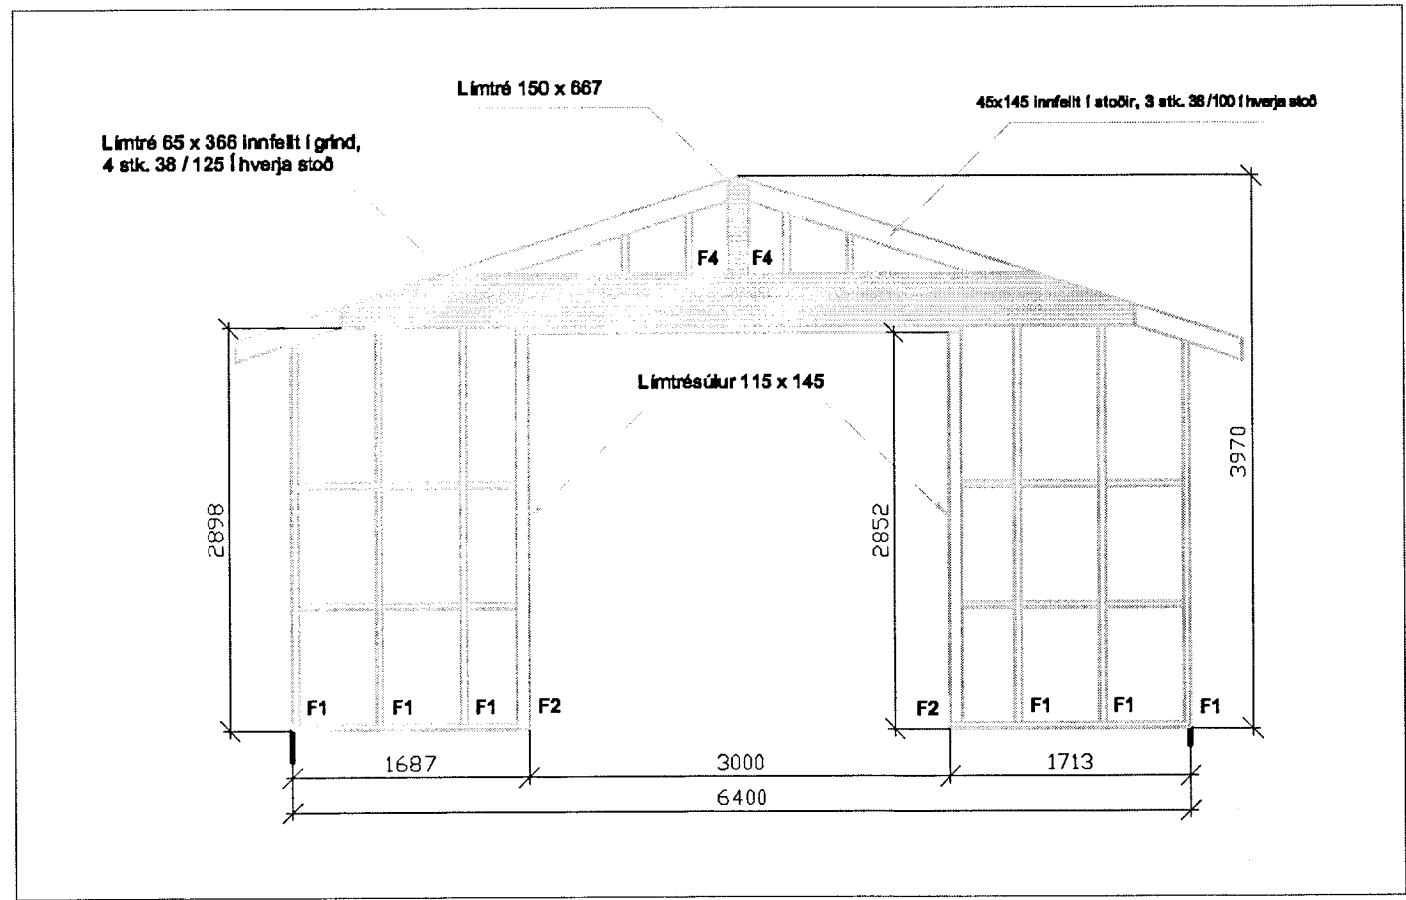 Límtré 150 x 667
45x145 innfellt í stoðir, 3 stk. 38/100 í hverja stoð
Límtré 65 x 366 innfellt í grind,
4 stk. 38 / 125 í hverja stoð
F4 F4
Límtrésúlur 115 x 145
3970
2898
2852
F1 F1 F1 F2 F2 F1 F1 F1
1687 3000 1713
6400